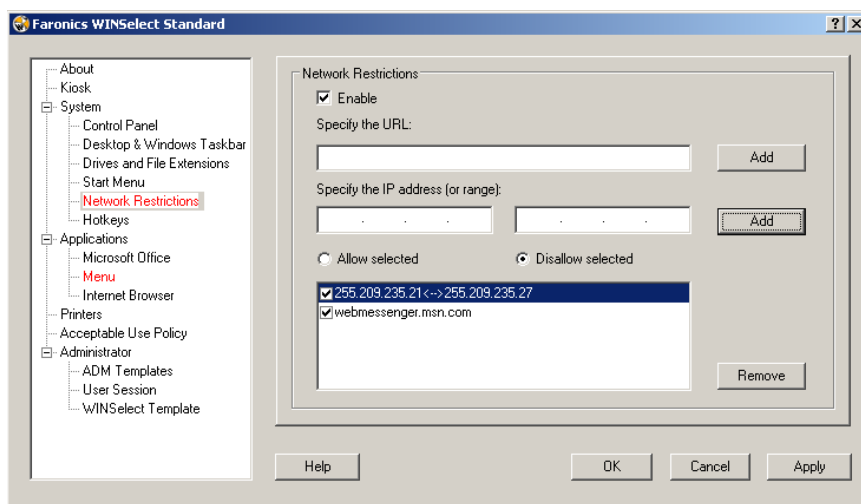 Faronics WINSelect Standard
About
Kiosk
System
Control Panel
Desktop & Windows Taskbar
Drives and File Extensions
Start Menu
Network Restrictions
Hotkeys
Applications
Microsoft Office
Menu
Internet Browser
Printers
Acceptable Use Policy
Administrator
ADM Templates
User Session
WINSelect Template
Network Restrictions
Enable
Specify the URL:
Add
Specify the IP address (or range):
. . . . . . Add
Allow selected Disallow selected
255.209.235.21<-->255.209.235.27
webmessenger.msn.com
Remove
Help OK Cancel Apply